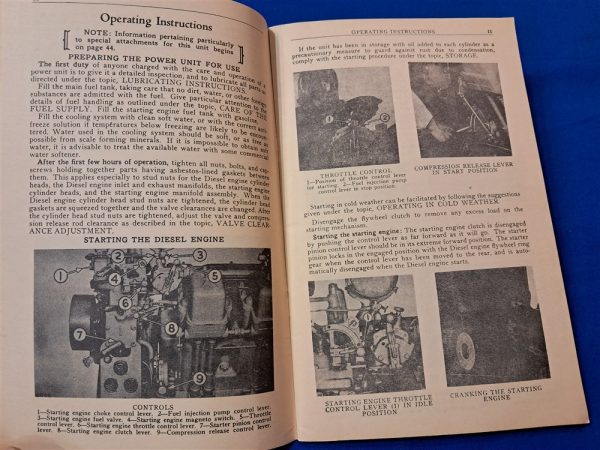 Operating Instructions
NOTE: Information pertaining particularly
to special attachments for this unit begins
on page 44.
PREPARING THE POWER UNIT FOR USE
The first duty of anyone charged with the care and operation of a
power unit is to give it a detailed inspection, and to lubricate all parts as
directed under the topic, LUBRICATING INSTRUCTIONS.
Fill the main fuel tank, taking care that no dirt, water, or other foreign
substances are admitted with the fuel. Give particular attention to the
details of fuel handling as outlined under the topic, CARE OF THE
FUEL SUPPLY. Fill the starting engine fuel tank with gasoline.
Fill the cooling system with clean soft water, or with the correct anti-
freeze solution if temperatures below freezing are likely to be encoun-
tered. Water used in the cooling system should be soft, or as free as
possible from scale forming minerals. If it is impossible to obtain soft
water, it is advisable to treat the available water with some commercial
water softener.
After the first few hours of operation, tighten all nuts, bolts, and cap-
screws holding together parts having asbestos-lined gaskets between
them. This applies especially to stud nuts for the Diesel engine cylinder
heads, the Diesel engine inlet and exhaust manifolds, the starting engine
cylinder heads, and the starting engine manifold assembly. When the
Diesel engine cylinder head stud nuts are tightened, the cylinder head
gaskets are squeezed together and the valve clearances are changed. After
the cylinder head stud nuts are tightened, adjust the valve and compres-
sion release rod clearance as described in the topic, VALVE CLEAR-
ANCE ADJUSTMENT.
STARTING THE DIESEL ENGINE
1
2
3
4
5
6
7
8
9
CONTROLS
1—Starting engine choke control lever. 2—Fuel injection pump control lever.
3—Starting engine fuel valve. 4—Starting engine magneto switch. 5—Throttle
control lever. 6—Starting engine throttle control lever. 7—Starter pinion control
lever. 8—Starting engine clutch lever. 9—Compression release control lever.
OPERATING INSTRUCTIONS 11
If the unit has been in storage with oil added to each cylinder as a
precautionary measure to guard against rust due to condensation,
comply with the starting procedure under the topic, STORAGE.
1
2
THROTTLE CONTROL
1—Position of throttle control lever
for starting. 2—Fuel injection pump
control lever in stop position.
COMPRESSION RELEASE LEVER
IN START POSITION
Starting in cold weather can be facilitated by following the suggestions
given under the topic, OPERATING IN COLD WEATHER.
Disengage the flywheel clutch to remove any excess load on the
starting mechanism.
Starting the starting engine: The starting engine clutch is disengaged
by pushing the control lever as far forward as it will go. The starter
pinion control lever should be in its extreme forward position. The starter
pinion locks in the engaged position with the Diesel engine flywheel ring
gear when the control lever has been moved to the rear, and is auto-
matically disengaged when the Diesel engine starts.
1
STARTING ENGINE THROTTLE
CONTROL LEVER (1) IN IDLE
POSITION
CRANKING THE STARTING
ENGINE